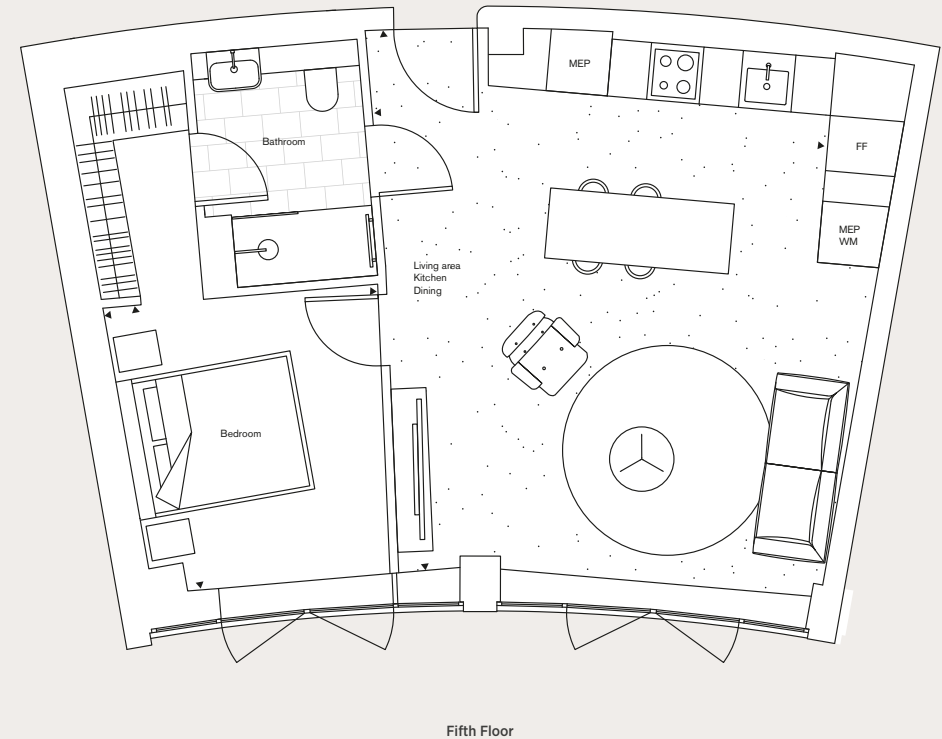 MEP
Bathroom
FF
MEP
WM
Living area
Kitchen
Dining
Bedroom
Fifth Floor